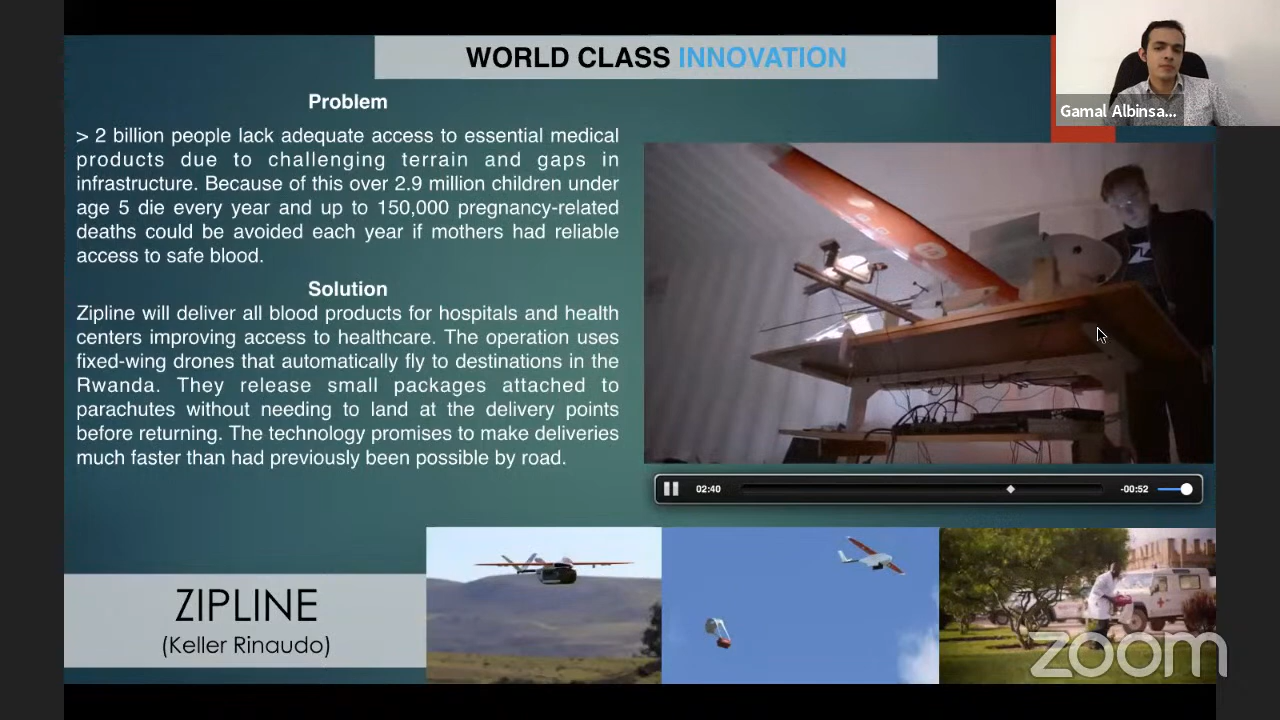 WORLD CLASS INNOVATION
Gamal Albinsa...
Problem
> 2 billion people lack adequate access to essential medical
products due to challenging terrain and gaps in
infrastructure. Because of this over 2.9 million children under
age 5 die every year and up to 150,000 pregnancy-related
deaths could be avoided each year if mothers had reliable
access to safe blood.
Solution
Zipline will deliver all blood products for hospitals and health
centers improving access to healthcare. The operation uses
fixed-wing drones that automatically fly to destinations in the
Rwanda. They release small packages attached to
parachutes without needing to land at the delivery points
before returning. The technology promises to make deliveries
much faster than had previously been possible by road.
02:40
-00:52
ZIPLINE
(Keller Rinaudo)
zoom